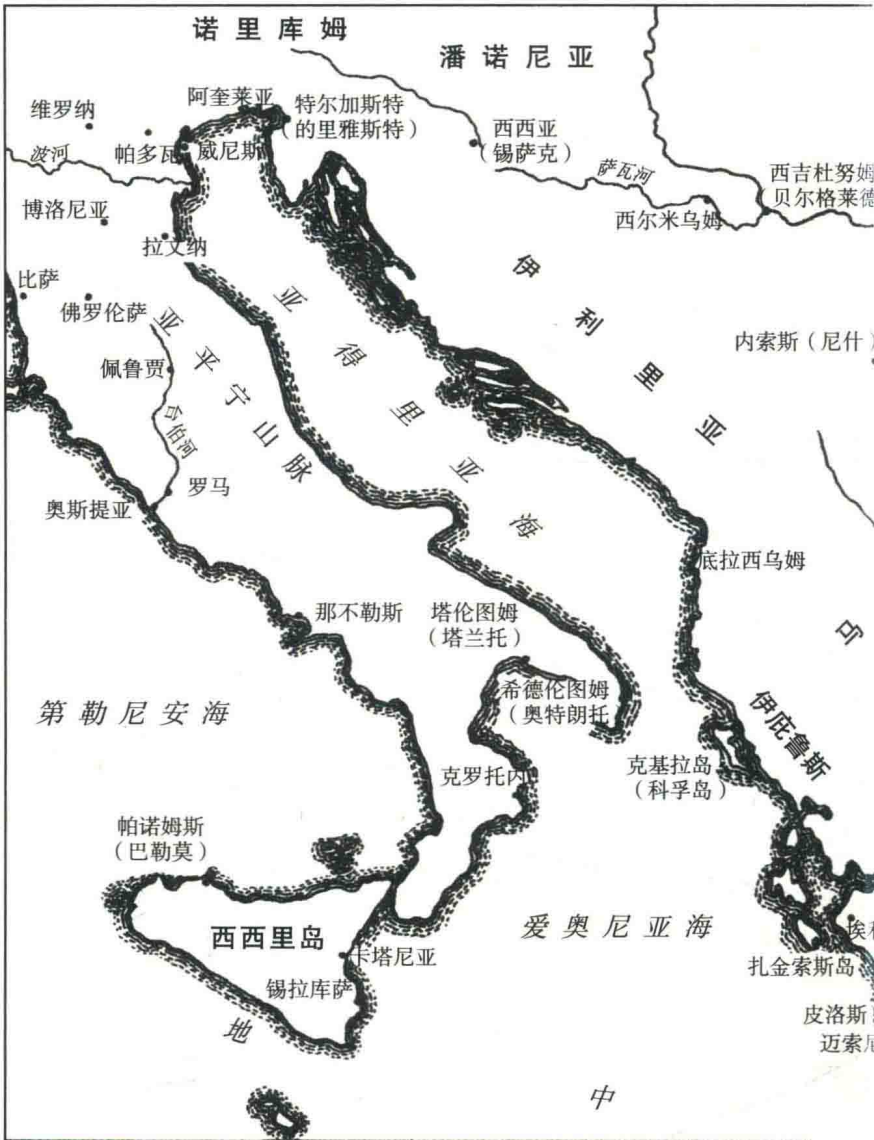 诺里库姆
潘诺尼亚
阿奎莱亚
特尔加斯特
(的里雅斯特)
维罗纳
帕多瓦
威尼斯
西西亚
(锡萨克)
波河
萨瓦河
西吉杜努姆
(贝尔格莱德
西尔米乌姆
博洛尼亚
拉文纳
伊利里亚
比萨
佛罗伦萨
亚平宁山脉
亚得里亚海
内索斯(尼什)
佩鲁贾
台伯河
罗马
奥斯提亚
底拉西乌姆
那不勒斯
塔伦图姆
(塔兰托)
希德伦图姆
(奥特朗托
第勒尼安海
伊庇鲁斯
克基拉岛
(科孚岛)
克罗托内
帕诺姆斯
(巴勒莫)
西西里岛
爱奥尼亚海
卡塔尼亚
锡拉库萨
扎金索斯岛
皮洛斯
迈索尼
地
中